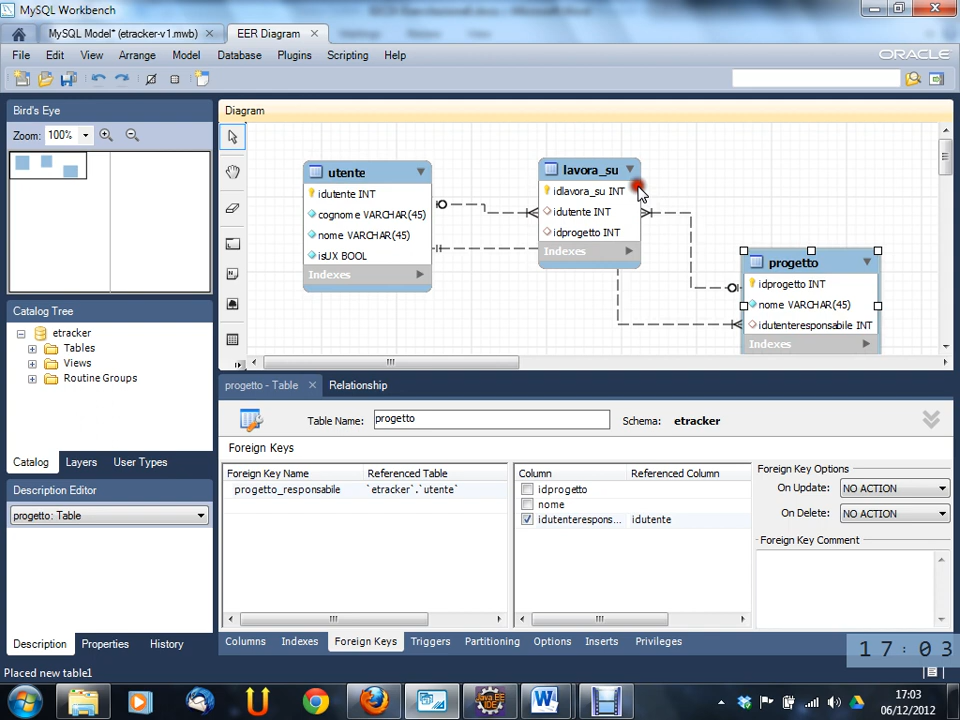 MySQL Workbench
MySQL Model* (etracker-v1.mwb)
EER Diagram
File Edit View Arrange Model Database Plugins Scripting Community Help
ORACLE
Bird's Eye
Zoom: 100%
Diagram
utente
idutente INT
cognome VARCHAR(45)
nome VARCHAR(45)
isUX BOOL
Indexes
lavora_su
idlavora_su INT
idutente INT
idprogetto INT
Indexes
progetto
idprogetto INT
nome VARCHAR(45)
idutenteresponsabile INT
Indexes
Catalog Tree
etracker
Tables
Views
Routine Groups
Catalog Layers User Types
Description Editor
progetto: Table
Description Properties History
progetto - Table
Relationship
Table Name: progetto
Schema: etracker
Foreign Keys
Foreign Key Name Referenced Table
progetto_responsabile `etracker`.`utente`
Column Referenced Column
idprogetto
nome
idutenterespons... idutente
Foreign Key Options
On Update: NO ACTION
On Delete: NO ACTION
Foreign Key Comment
Columns Indexes Foreign Keys Triggers Partitioning Options Inserts Privileges
17:03
Placed new table1
Java EE
IDE
17:03
06/12/2012